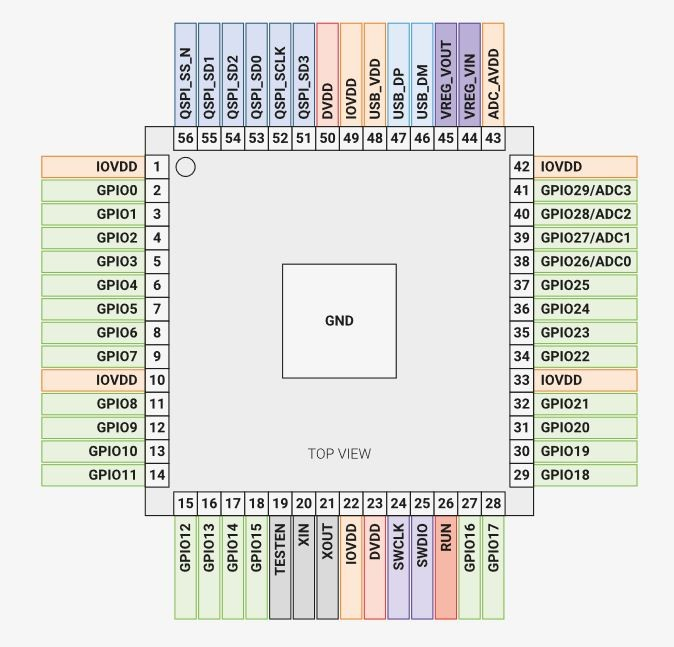 QSPI_SS_N
QSPI_SD1
QSPI_SD2
QSPI_SD0
QSPI_SCLK
QSPI_SD3
DVDD
IOVDD
USB_VDD
USB_DP
USB_DM
VREG_VOUT
VREG_VIN
ADC_AVDD
56 55 54 53 52 51 50 49 48 47 46 45 44 43
IOVDD 1
GPIO0 2
GPIO1 3
GPIO2 4
GPIO3 5
GPIO4 6
GPIO5 7
GPIO6 8
GPIO7 9
IOVDD 10
GPIO8 11
GPIO9 12
GPIO10 13
GPIO11 14
GND
TOP VIEW
42 IOVDD
41 GPIO29/ADC3
40 GPIO28/ADC2
39 GPIO27/ADC1
38 GPIO26/ADC0
37 GPIO25
36 GPIO24
35 GPIO23
34 GPIO22
33 IOVDD
32 GPIO21
31 GPIO20
30 GPIO19
29 GPIO18
15 16 17 18 19 20 21 22 23 24 25 26 27 28
GPIO12
GPIO13
GPIO14
GPIO15
TESTEN
XIN
XOUT
IOVDD
DVDD
SWCLK
SWDIO
RUN
GPIO16
GPIO17